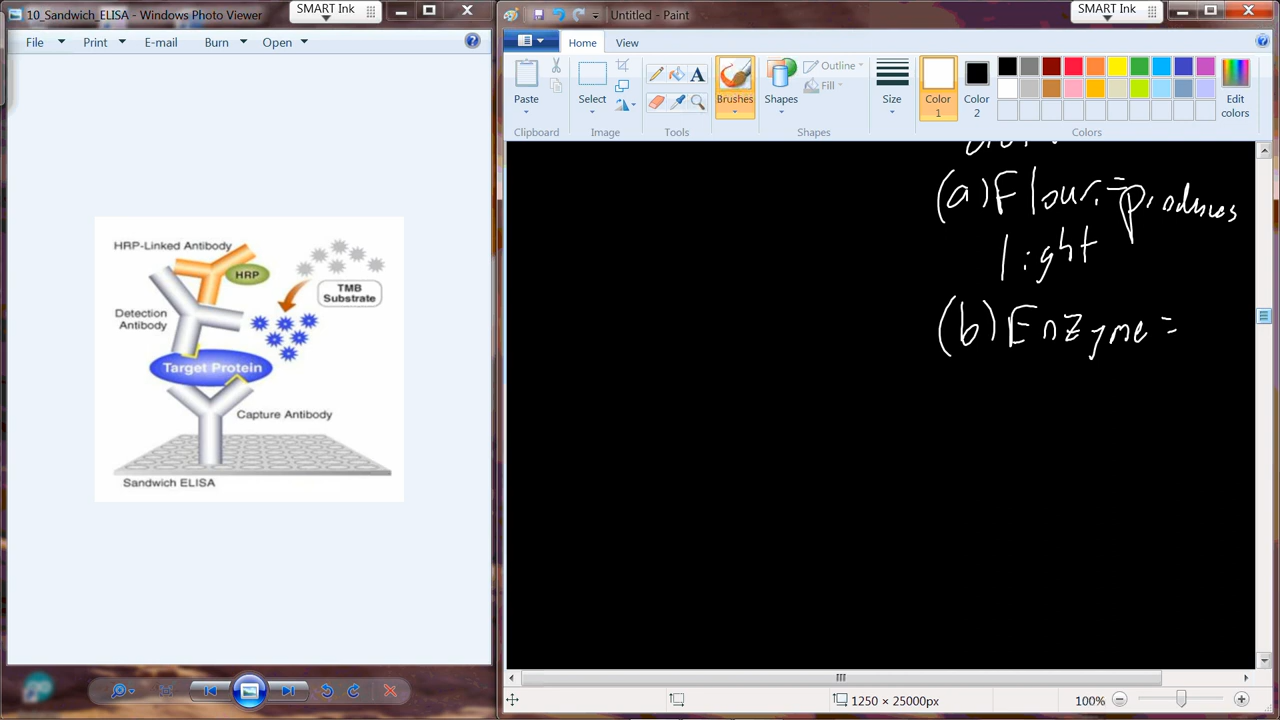 10_Sandwich_ELISA - Windows Photo Viewer
SMART Ink
File Print E-mail Burn Open
HRP-Linked Antibody
HRP
TMB
Substrate
Detection
Antibody
Target Protein
Capture Antibody
Sandwich ELISA
Untitled - Paint
SMART Ink
Home View
Paste
Select
Brushes
Shapes
Outline
Fill
Size
Color
1
Color
2
Edit
colors
Clipboard Image Tools Shapes Colors
(a) Flour. = produces
light
(b) Enzyme =
1250 × 25000px
100%